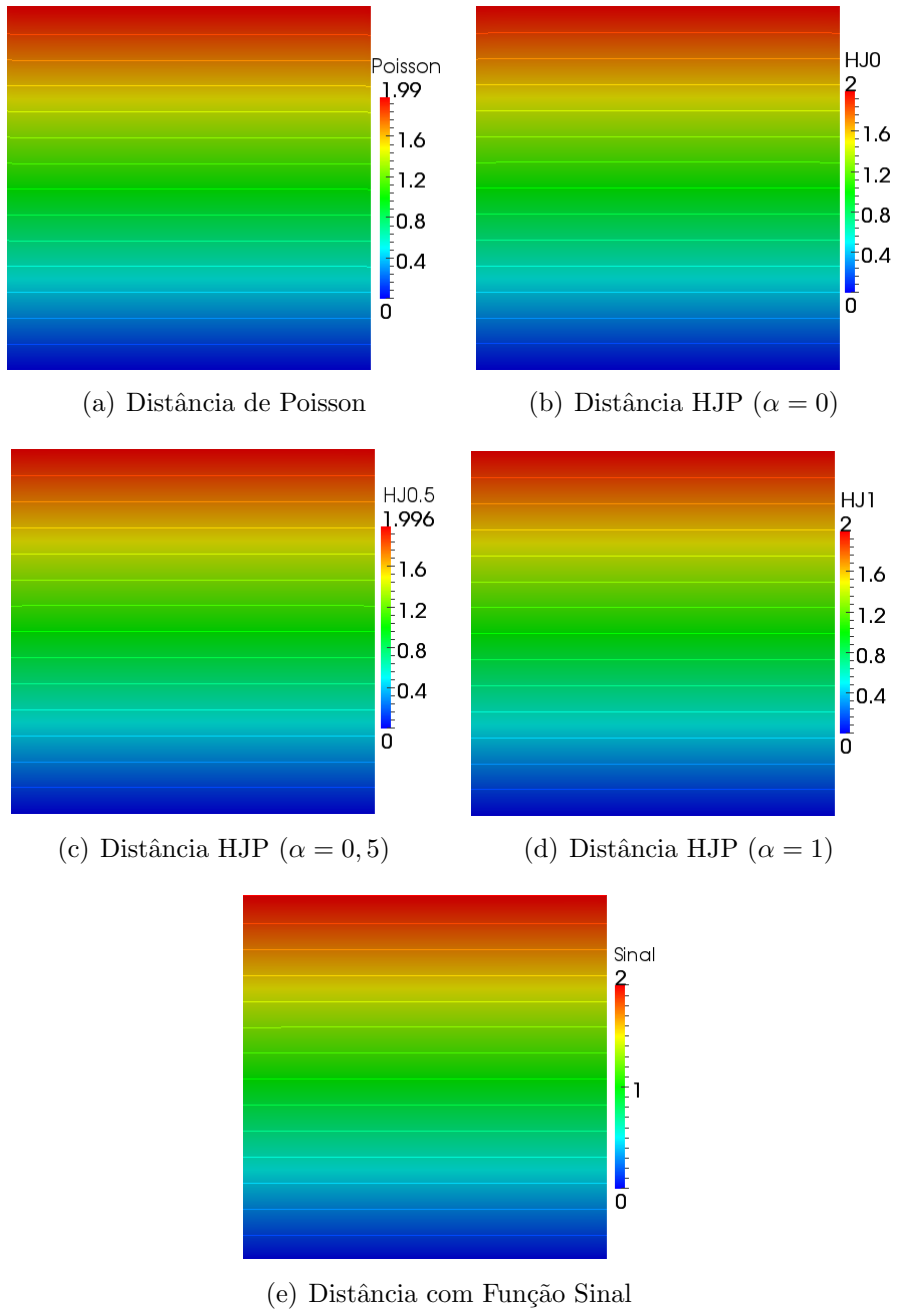 Poisson
1.99
1.6
1.2
0.8
0.4
0
HJ0
2
1.6
1.2
0.8
0.4
0
(a) Distância de Poisson
(b) Distância HJP (α = 0)
HJ0.5
1.996
1.6
1.2
0.8
0.4
0
HJ1
2
1.6
1.2
0.8
0.4
0
(c) Distância HJP (α = 0, 5)
(d) Distância HJP (α = 1)
Sinal
2
1
0
(e) Distância com Função Sinal